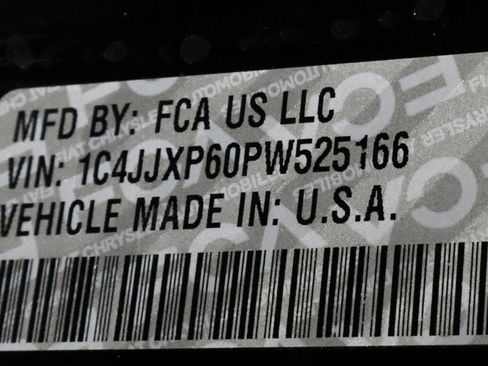 MFD BY: FCA US LLC
VIN: 1C4JJXP60PW525166
VEHICLE MADE IN: U.S.A.